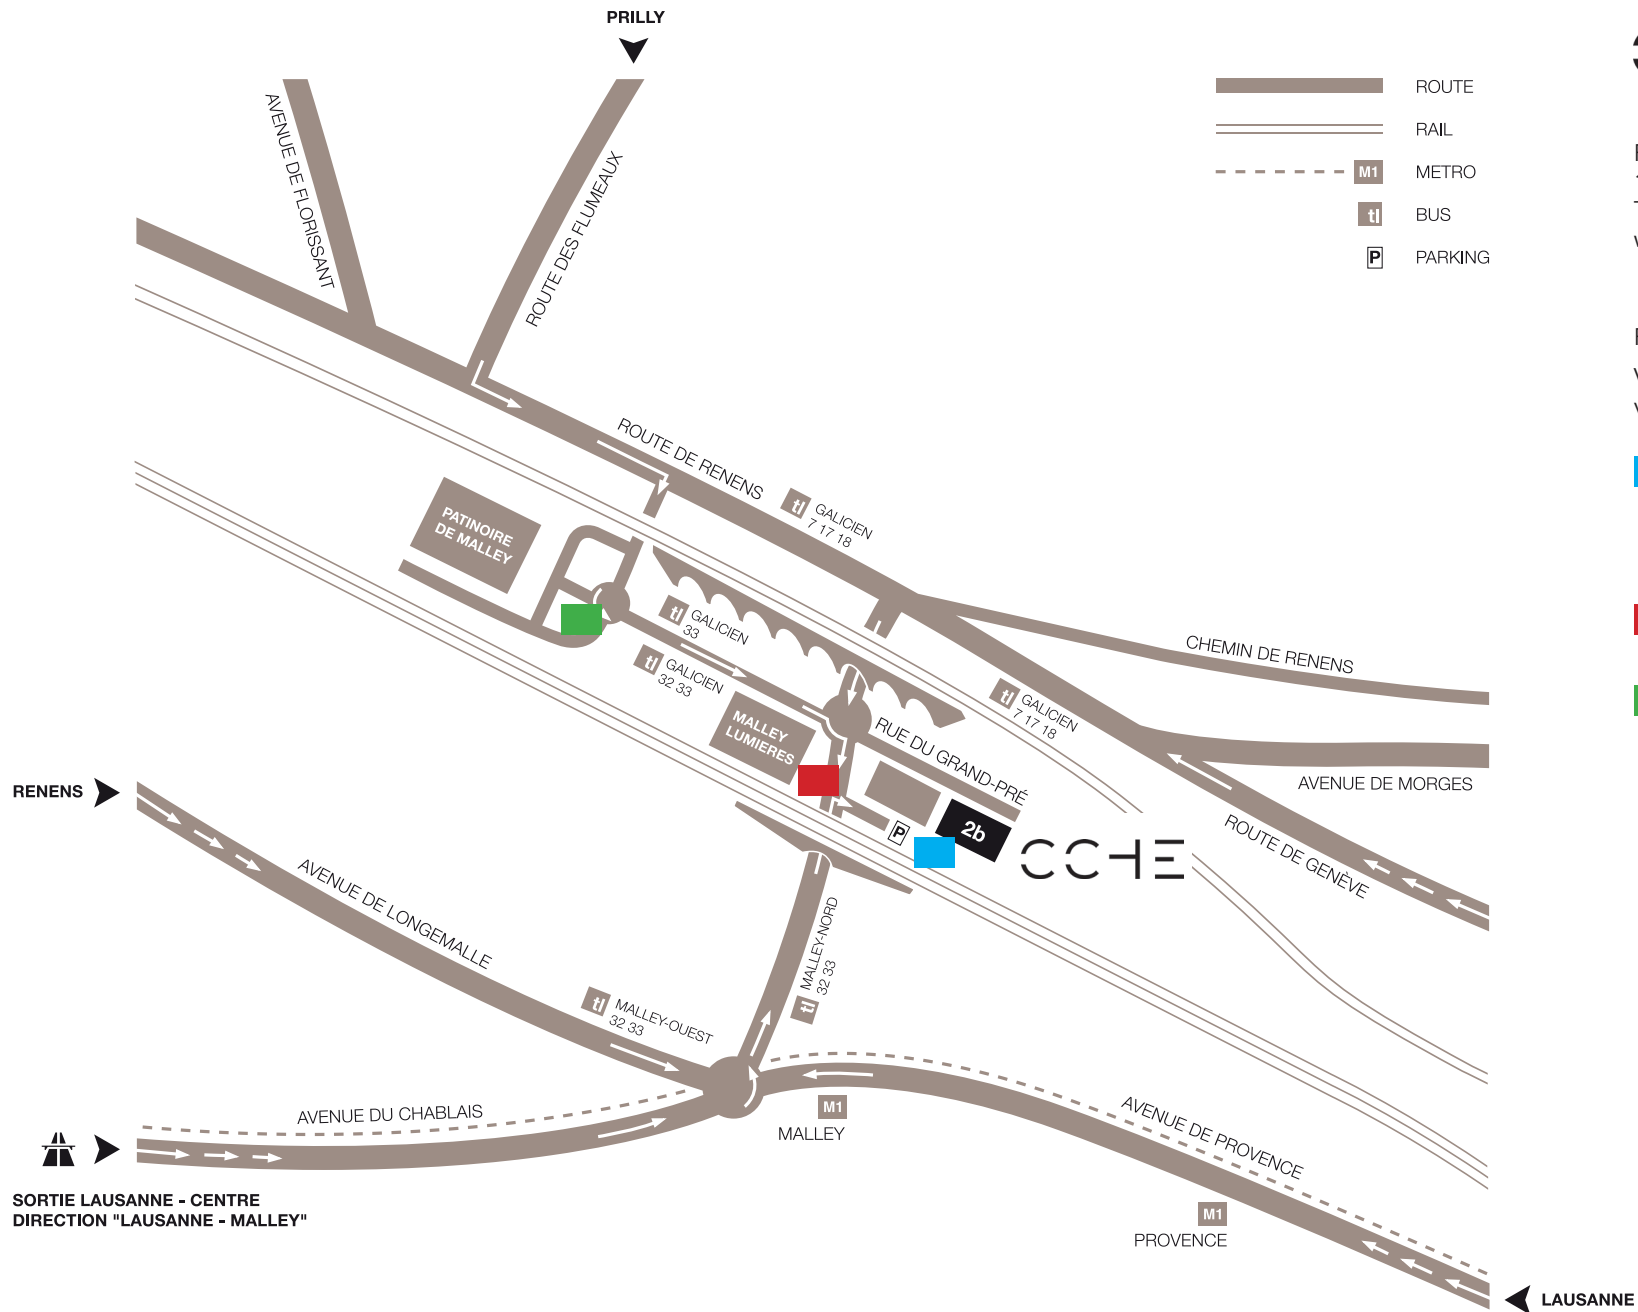 PRILLY
ROUTE
RAIL
M1
METRO
tl
BUS
P
PARKING
AVENUE DE FLORISSANT
ROUTE DES FLUMEAUX
ROUTE DE RENENS
tl
GALICIEN
7 17 18
PATINOIRE
DE MALLEY
tl
GALICIEN
33
tl
GALICIEN
32 33
CHEMIN DE RENENS
tl
GALICIEN
7 17 18
MALLEY
LUMIERES
RUE DU GRAND-PRÉ
AVENUE DE MORGES
RENENS
P
2b
CCHE
ROUTE DE GENÈVE
AVENUE DE LONGEMALLE
tl
MALLEY-NORD
32 33
tl
MALLEY-OUEST
32 33
AVENUE DU CHABLAIS
M1
MALLEY
AVENUE DE PROVENCE
SORTIE LAUSANNE - CENTRE
DIRECTION "LAUSANNE - MALLEY"
M1
PROVENCE
LAUSANNE